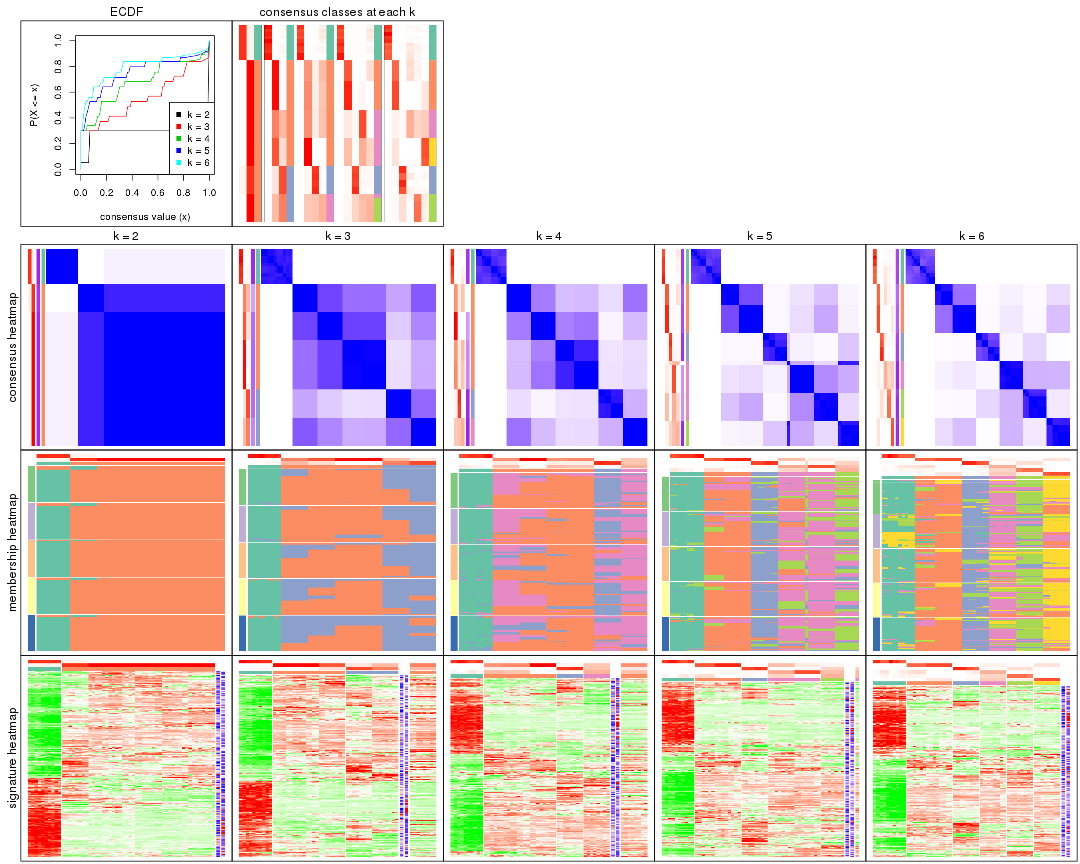 ECDF
consensus classes at each k
P(X <= x)
1.0
0.8
0.6
0.4
0.2
0.0
k = 2
k = 3
k = 4
k = 5
k = 6
0.0 0.2 0.4 0.6 0.8 1.0
consensus value (x)
k = 2
k = 3
k = 4
k = 5
k = 6
consensus heatmap
membership heatmap
signature heatmap